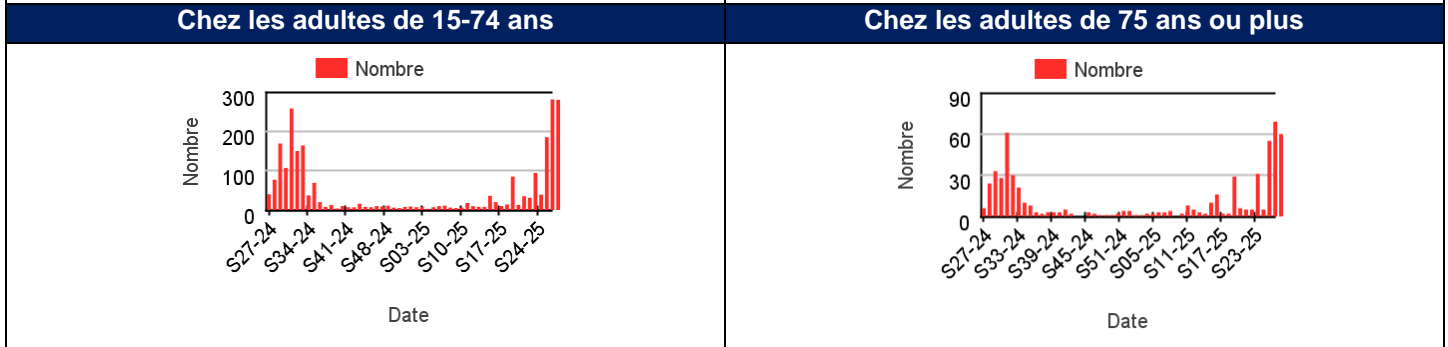 Chez les adultes de 15-74 ans
Nombre
300
200
100
0
Nombre
S27-24
S34-24
S41-24
S48-24
S03-25
S10-25
S17-25
S24-25
Date
Chez les adultes de 75 ans ou plus
Nombre
90
60
30
0
Nombre
S27-24
S33-24
S39-24
S45-24
S51-24
S05-25
S11-25
S17-25
S23-25
Date